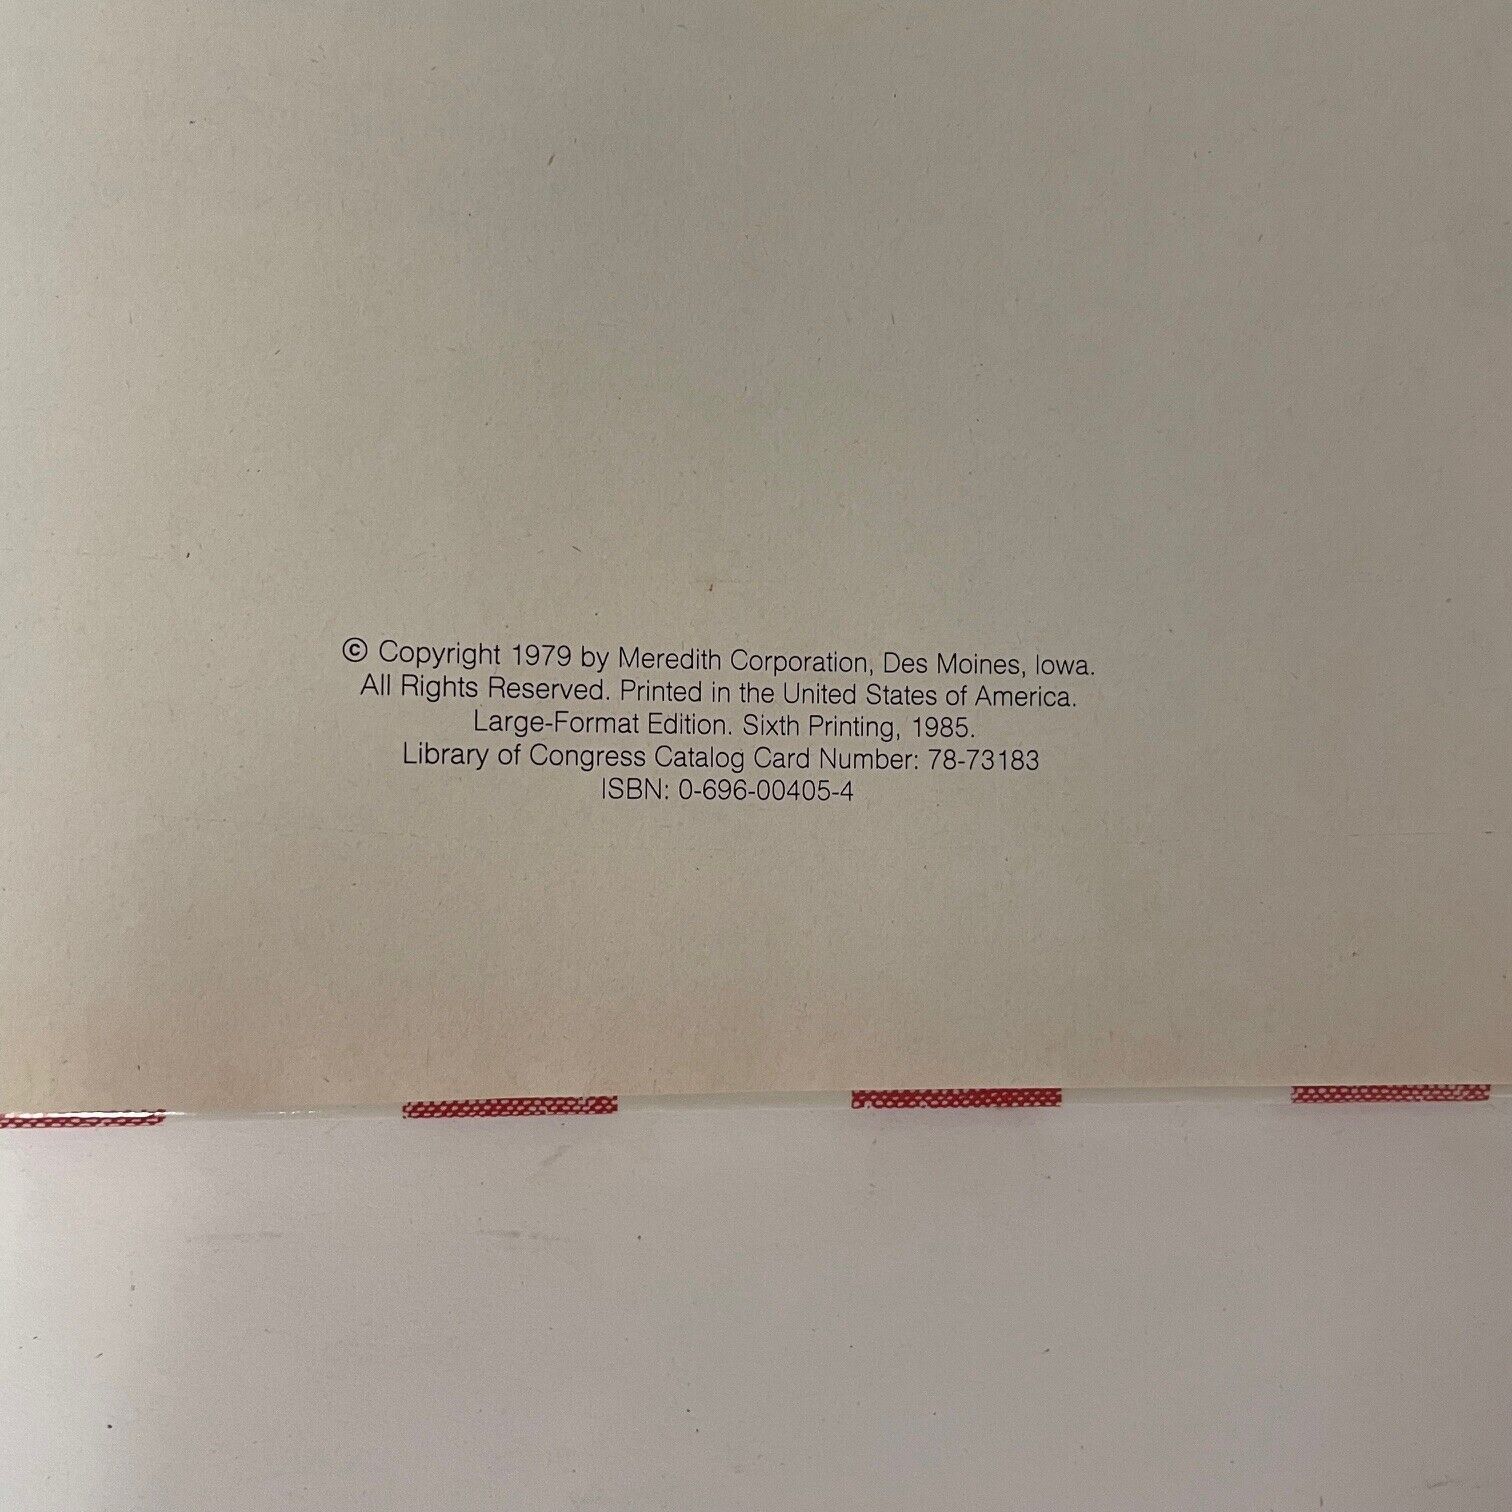 © Copyright 1979 by Meredith Corporation, Des Moines, Iowa.
All Rights Reserved. Printed in the United States of America.
Large-Format Edition. Sixth Printing, 1985.
Library of Congress Catalog Card Number: 78-73183
ISBN: 0-696-00405-4